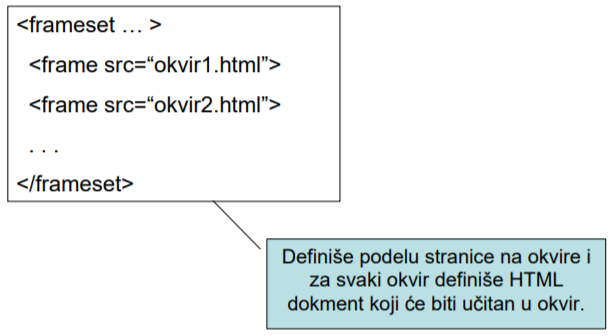 <frameset … >
<frame src=“okvir1.html”>
<frame src=“okvir2.html”>
. . .
</frameset>
Definiše podelu stranice na okvire i
za svaki okvir definiše HTML
dokment koji će biti učitan u okvir.